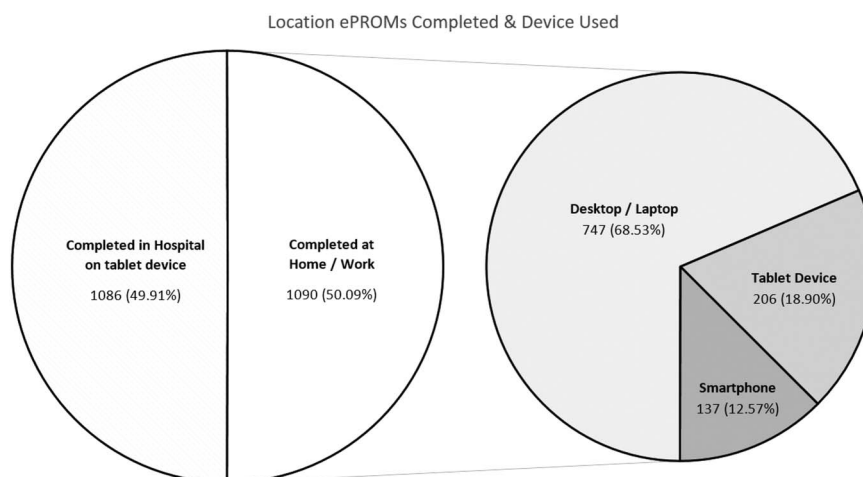 Location ePROMs Completed & Device Used
Completed in Hospital
on tablet device
1086 (49.91%)
Completed at
Home / Work
1090 (50.09%)
Desktop / Laptop
747 (68.53%)
Tablet Device
206 (18.90%)
Smartphone
137 (12.57%)